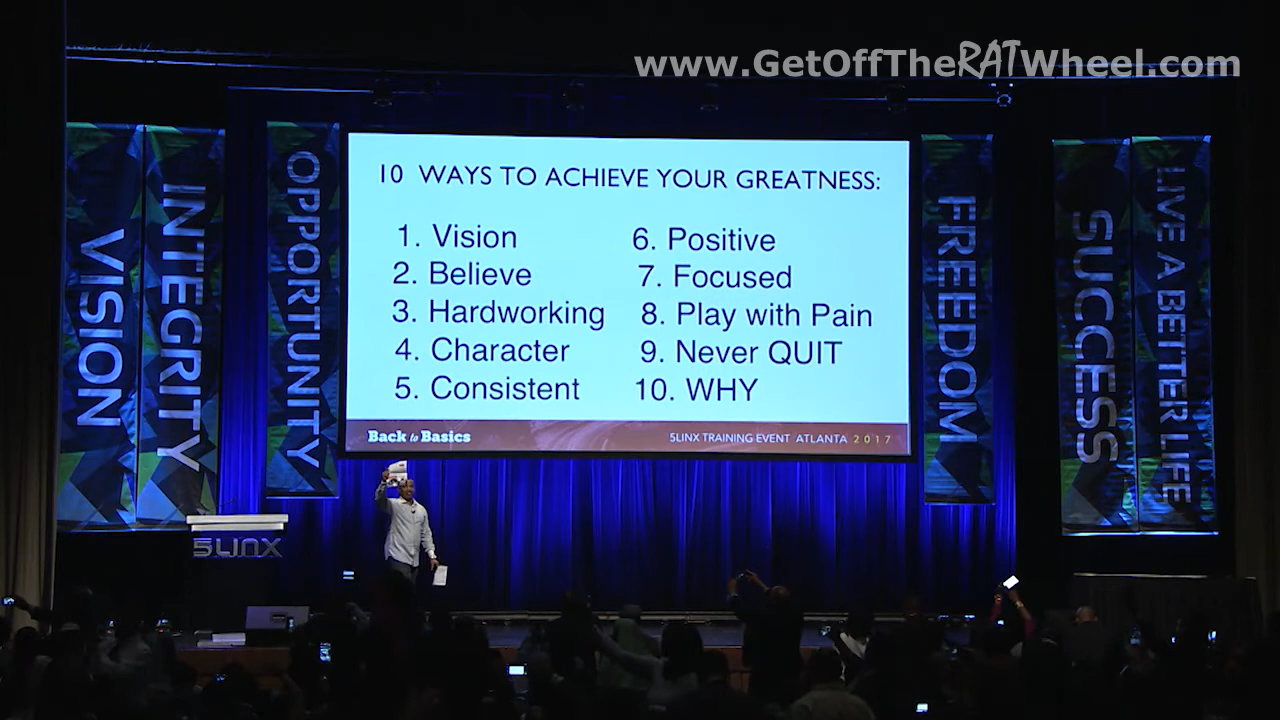 www.GetOffTheRATWheel.com
VISION
INTEGRITY
OPPORTUNITY
10 WAYS TO ACHIEVE YOUR GREATNESS:
1. Vision
2. Believe
3. Hardworking
4. Character
5. Consistent
6. Positive
7. Focused
8. Play with Pain
9. Never QUIT
10. WHY
Back to Basics
5LINX TRAINING EVENT ATLANTA 2017
FREEDOM
SUCCESS
LIVE A BETTER LIFE
5LINX